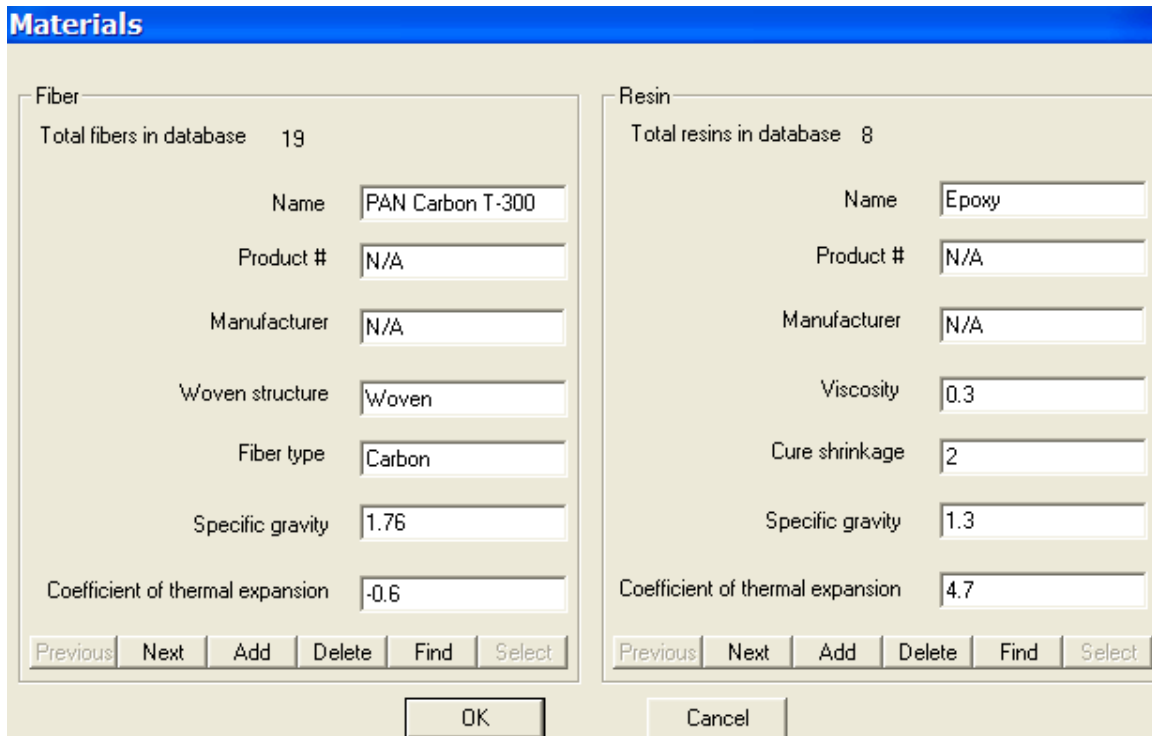 Materials
Fiber
Total fibers in database 19
Name PAN Carbon T-300
Product # N/A
Manufacturer N/A
Woven structure Woven
Fiber type Carbon
Specific gravity 1.76
Coefficient of thermal expansion -0.6
Previous Next Add Delete Find Select
Resin
Total resins in database 8
Name Epoxy
Product # N/A
Manufacturer N/A
Viscosity 0.3
Cure shrinkage 2
Specific gravity 1.3
Coefficient of thermal expansion 4.7
Previous Next Add Delete Find Select
OK Cancel